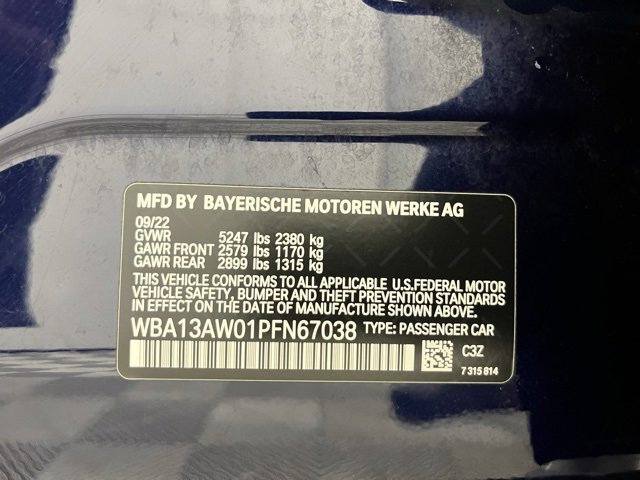 MFD BY BAYERISCHE MOTOREN WERKE AG
09/22
GVWR 5247 lbs 2380 kg
GAWR FRONT 2579 lbs 1170 kg
GAWR REAR 2899 lbs 1315 kg
THIS VEHICLE CONFORMS TO ALL APPLICABLE U.S.FEDERAL MOTOR
VEHICLE SAFETY, BUMPER AND THEFT PREVENTION STANDARDS
IN EFFECT ON THE DATE OF MANUFACTURE SHOWN ABOVE.
WBA13AW01PFN67038 TYPE: PASSENGER CAR
C3Z
7 315 814